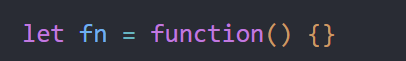 let fn = function() {}